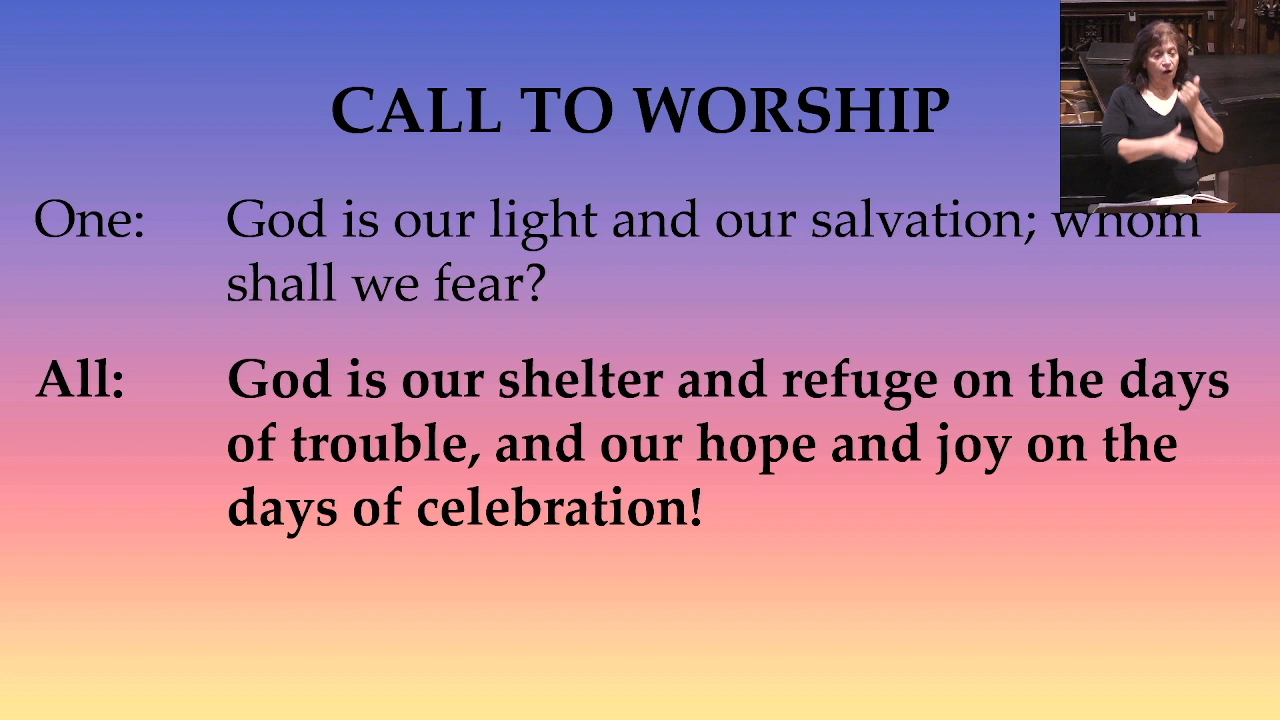 CALL TO WORSHIP
One: God is our light and our salvation; whom
shall we fear?
All: God is our shelter and refuge on the days
of trouble, and our hope and joy on the
days of celebration!